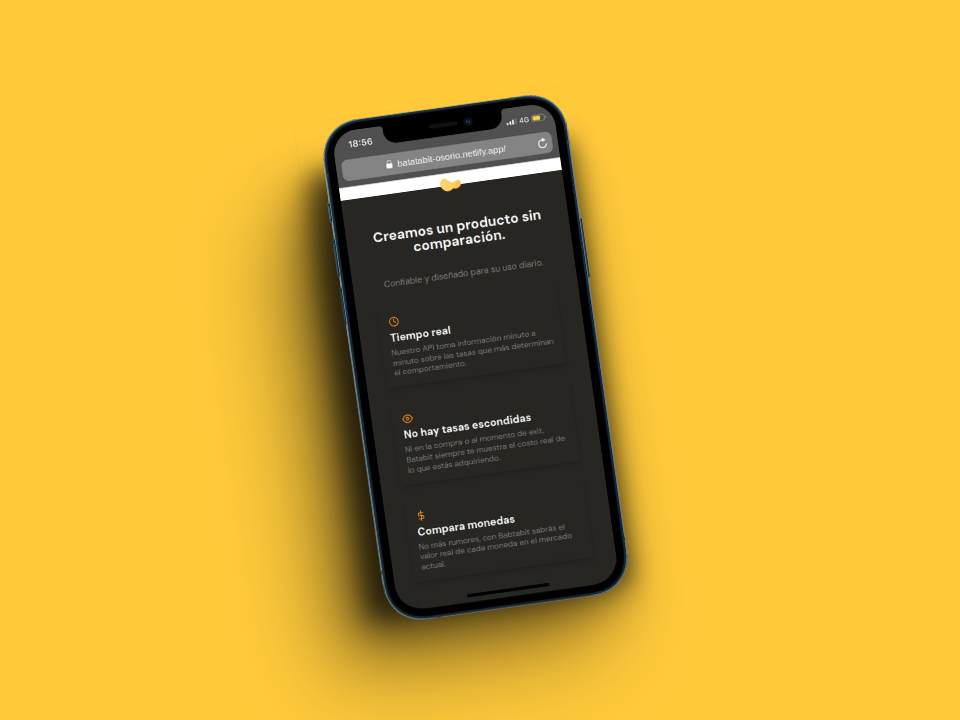 18:56
4G
batatabit-osorio.netlify.app/
Creamos un producto sin
comparación.
Confiable y diseñado para su uso diario.
Tiempo real
Nuestro API toma información minuto a
minuto sobre las tasas que más determinan
el comportamiento.
No hay tasas escondidas
Ni en la compra o al momento de exit,
Batabit siempre te muestra el costo real de
lo que estás adquiriendo.
$
Compara monedas
No más rumores, con Babtabit sabrás el
valor real de cada moneda en el mercado
actual.